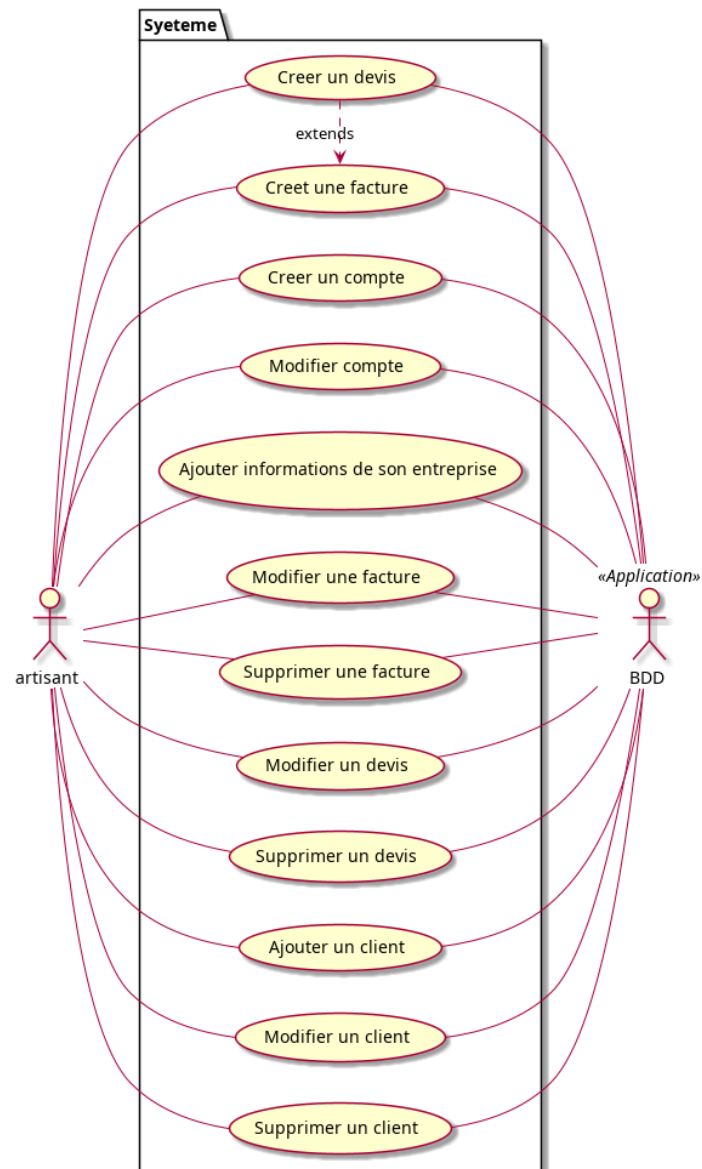 Syeteme
Creer un devis
extends
Creet une facture
Creer un compte
Modifier compte
Ajouter informations de son entreprise
Modifier une facture
«Application»
Supprimer une facture
artisant
BDD
Modifier un devis
Supprimer un devis
Ajouter un client
Modifier un client
Supprimer un client